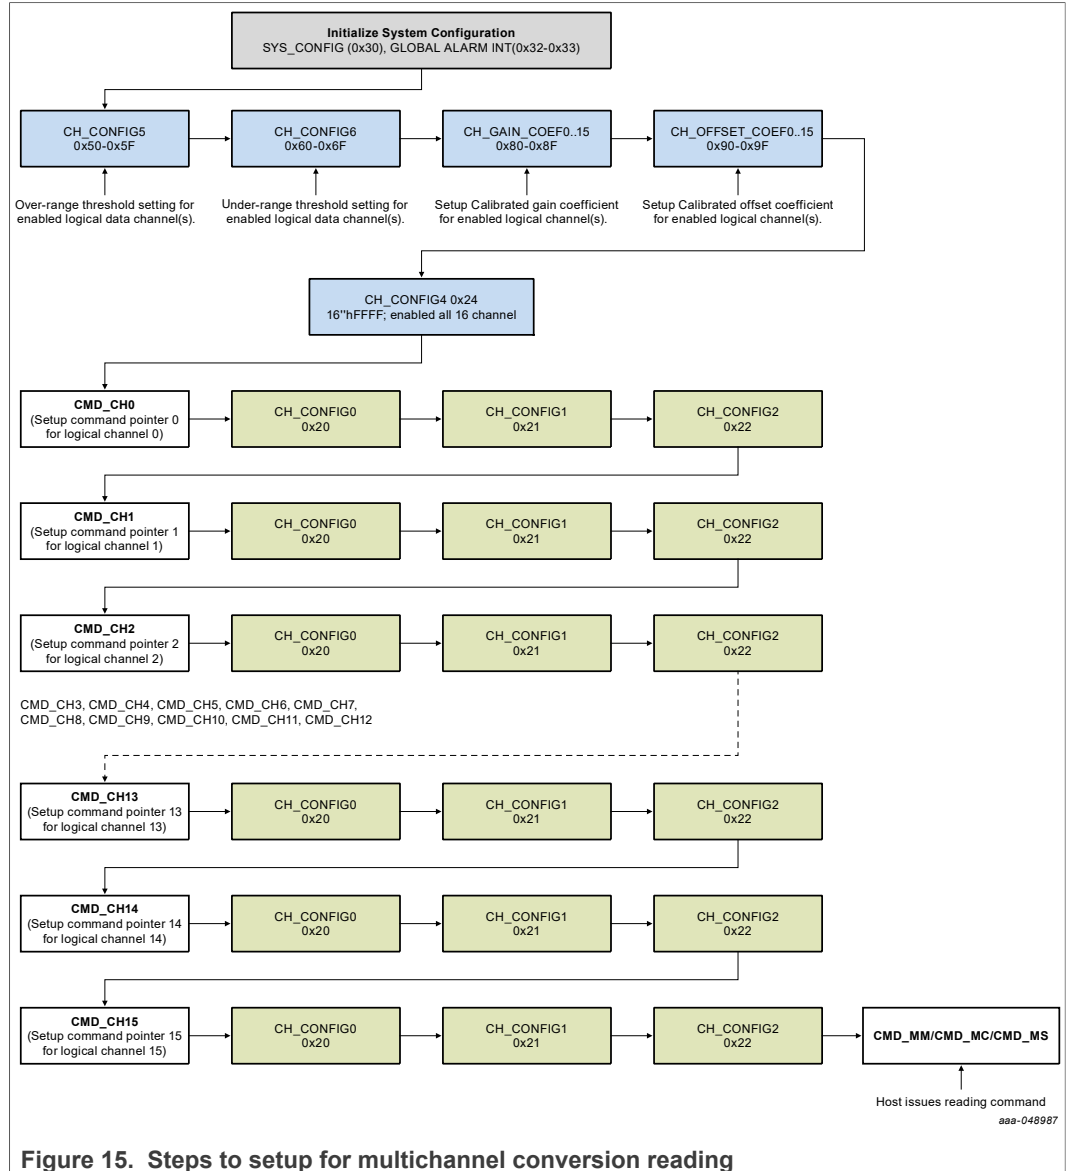 Initialize System Configuration
SYS_CONFIG (0x30), GLOBAL ALARM INT(0x32-0x33)
CH_CONFIG5
0x50-0x5F
CH_CONFIG6
0x60-0x6F
CH_GAIN_COEF0..15
0x80-0x8F
CH_OFFSET_COEF0..15
0x90-0x9F
Over-range threshold setting for
enabled logical data channel(s).
Under-range threshold setting for
enabled logical data channel(s).
Setup Calibrated gain coefficient
for enabled logical channel(s).
Setup Calibrated offset coefficient
for enabled logical channel(s).
CH_CONFIG4 0x24
16"hFFFF; enabled all 16 channel
CMD_CH0
(Setup command pointer 0
for logical channel 0)
CH_CONFIG0
0x20
CH_CONFIG1
0x21
CH_CONFIG2
0x22
CMD_CH1
(Setup command pointer 1
for logical channel 1)
CH_CONFIG0
0x20
CH_CONFIG1
0x21
CH_CONFIG2
0x22
CMD_CH2
(Setup command pointer 2
for logical channel 2)
CH_CONFIG0
0x20
CH_CONFIG1
0x21
CH_CONFIG2
0x22
CMD_CH3, CMD_CH4, CMD_CH5, CMD_CH6, CMD_CH7,
CMD_CH8, CMD_CH9, CMD_CH10, CMD_CH11, CMD_CH12
CMD_CH13
(Setup command pointer 13
for logical channel 13)
CH_CONFIG0
0x20
CH_CONFIG1
0x21
CH_CONFIG2
0x22
CMD_CH14
(Setup command pointer 14
for logical channel 14)
CH_CONFIG0
0x20
CH_CONFIG1
0x21
CH_CONFIG2
0x22
CMD_CH15
(Setup command pointer 15
for logical channel 15)
CH_CONFIG0
0x20
CH_CONFIG1
0x21
CH_CONFIG2
0x22
CMD_MM/CMD_MC/CMD_MS
Host issues reading command
aaa-048987
Figure 15. Steps to setup for multichannel conversion reading